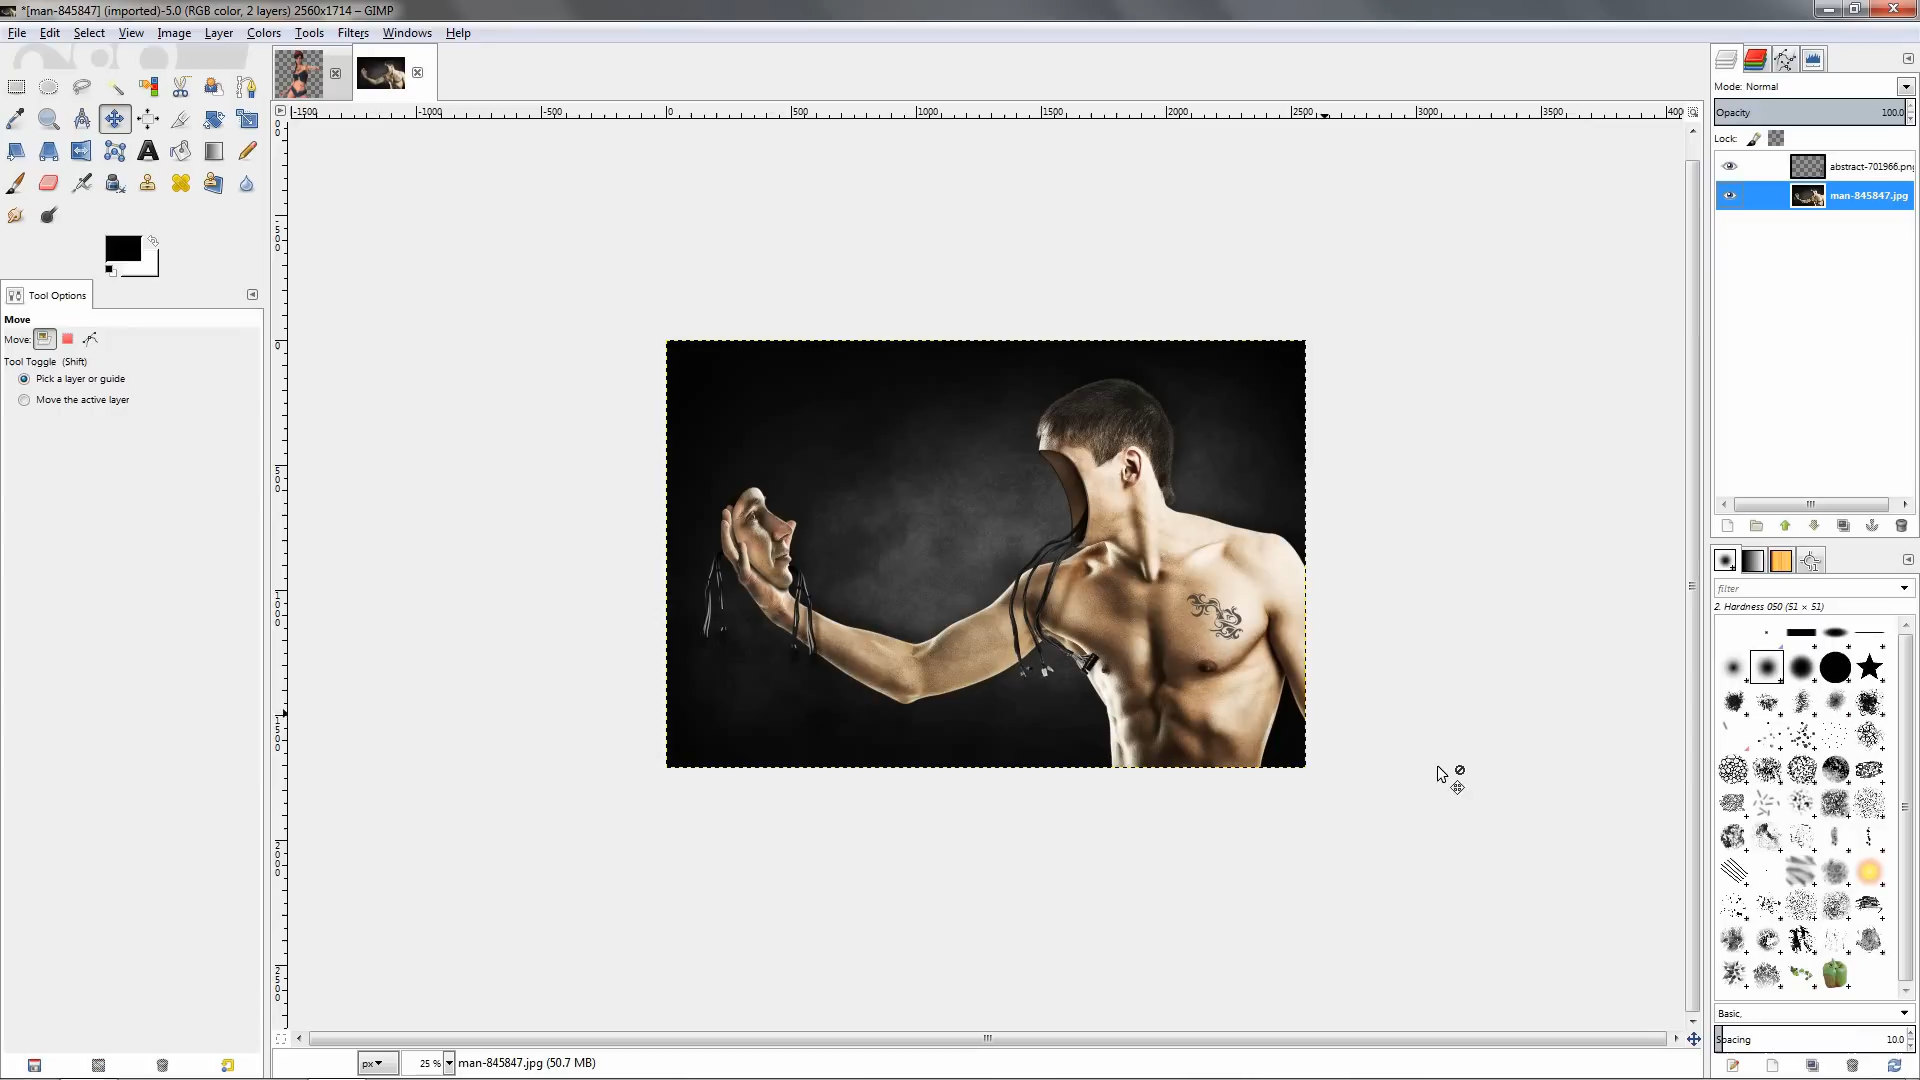 *[man-845847] (imported)-5.0 (RGB color, 2 layers) 2560x1714 – GIMP
File Edit Select View Image Layer Colors Tools Filters Windows Help
Mode: Normal
Opacity 100.0
Lock:
abstract-701966.png
man-845847.jpg
-1500 -1000 -500 0 500 1000 1500 2000 2500 3000 3500 400
Tool Options
Move
Move:
Tool Toggle (Shift)
Pick a layer or guide
Move the active layer
filter
2. Hardness 050 (51 × 51)
Basic,
Spacing 10.0
px 25 % man-845847.jpg (50.7 MB)